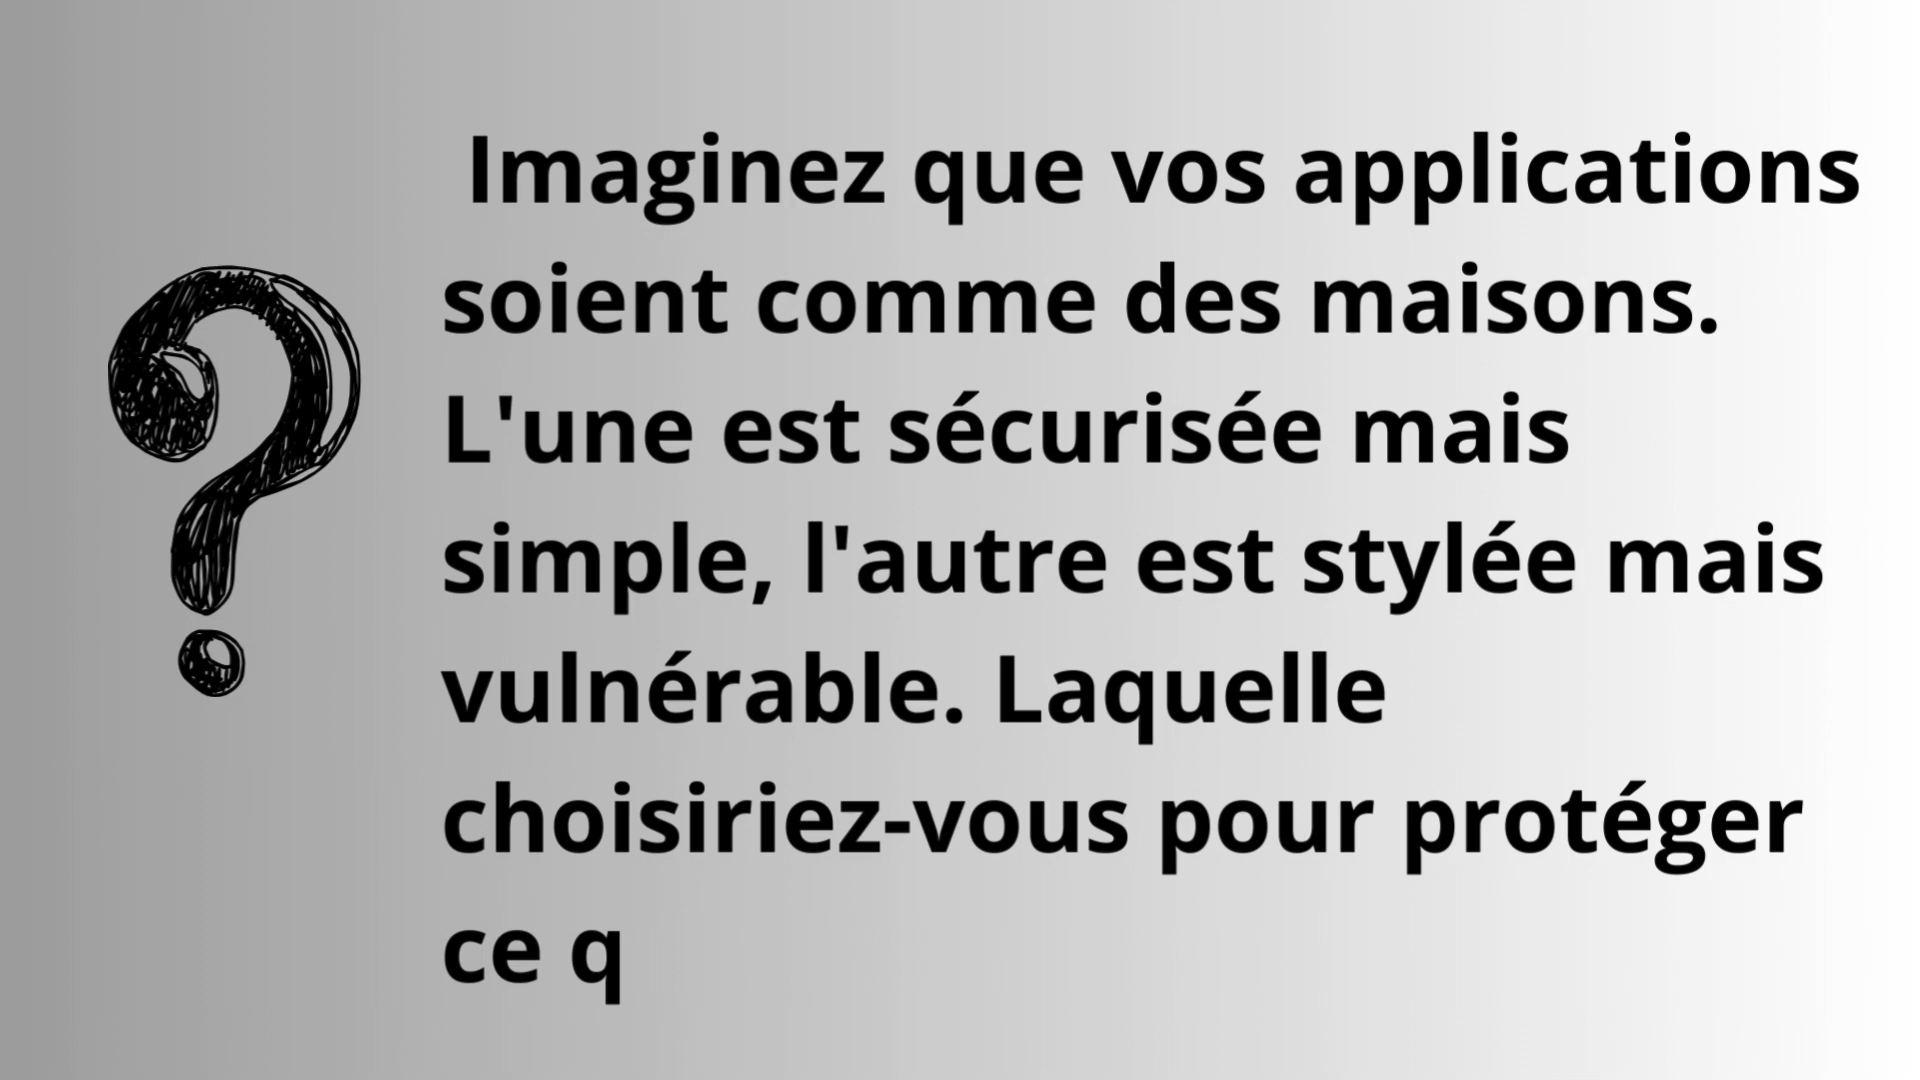 Imaginez que vos applications
soient comme des maisons.
L'une est sécurisée mais
simple, l'autre est stylée mais
vulnérable. Laquelle
choisiriez-vous pour protéger
ce q